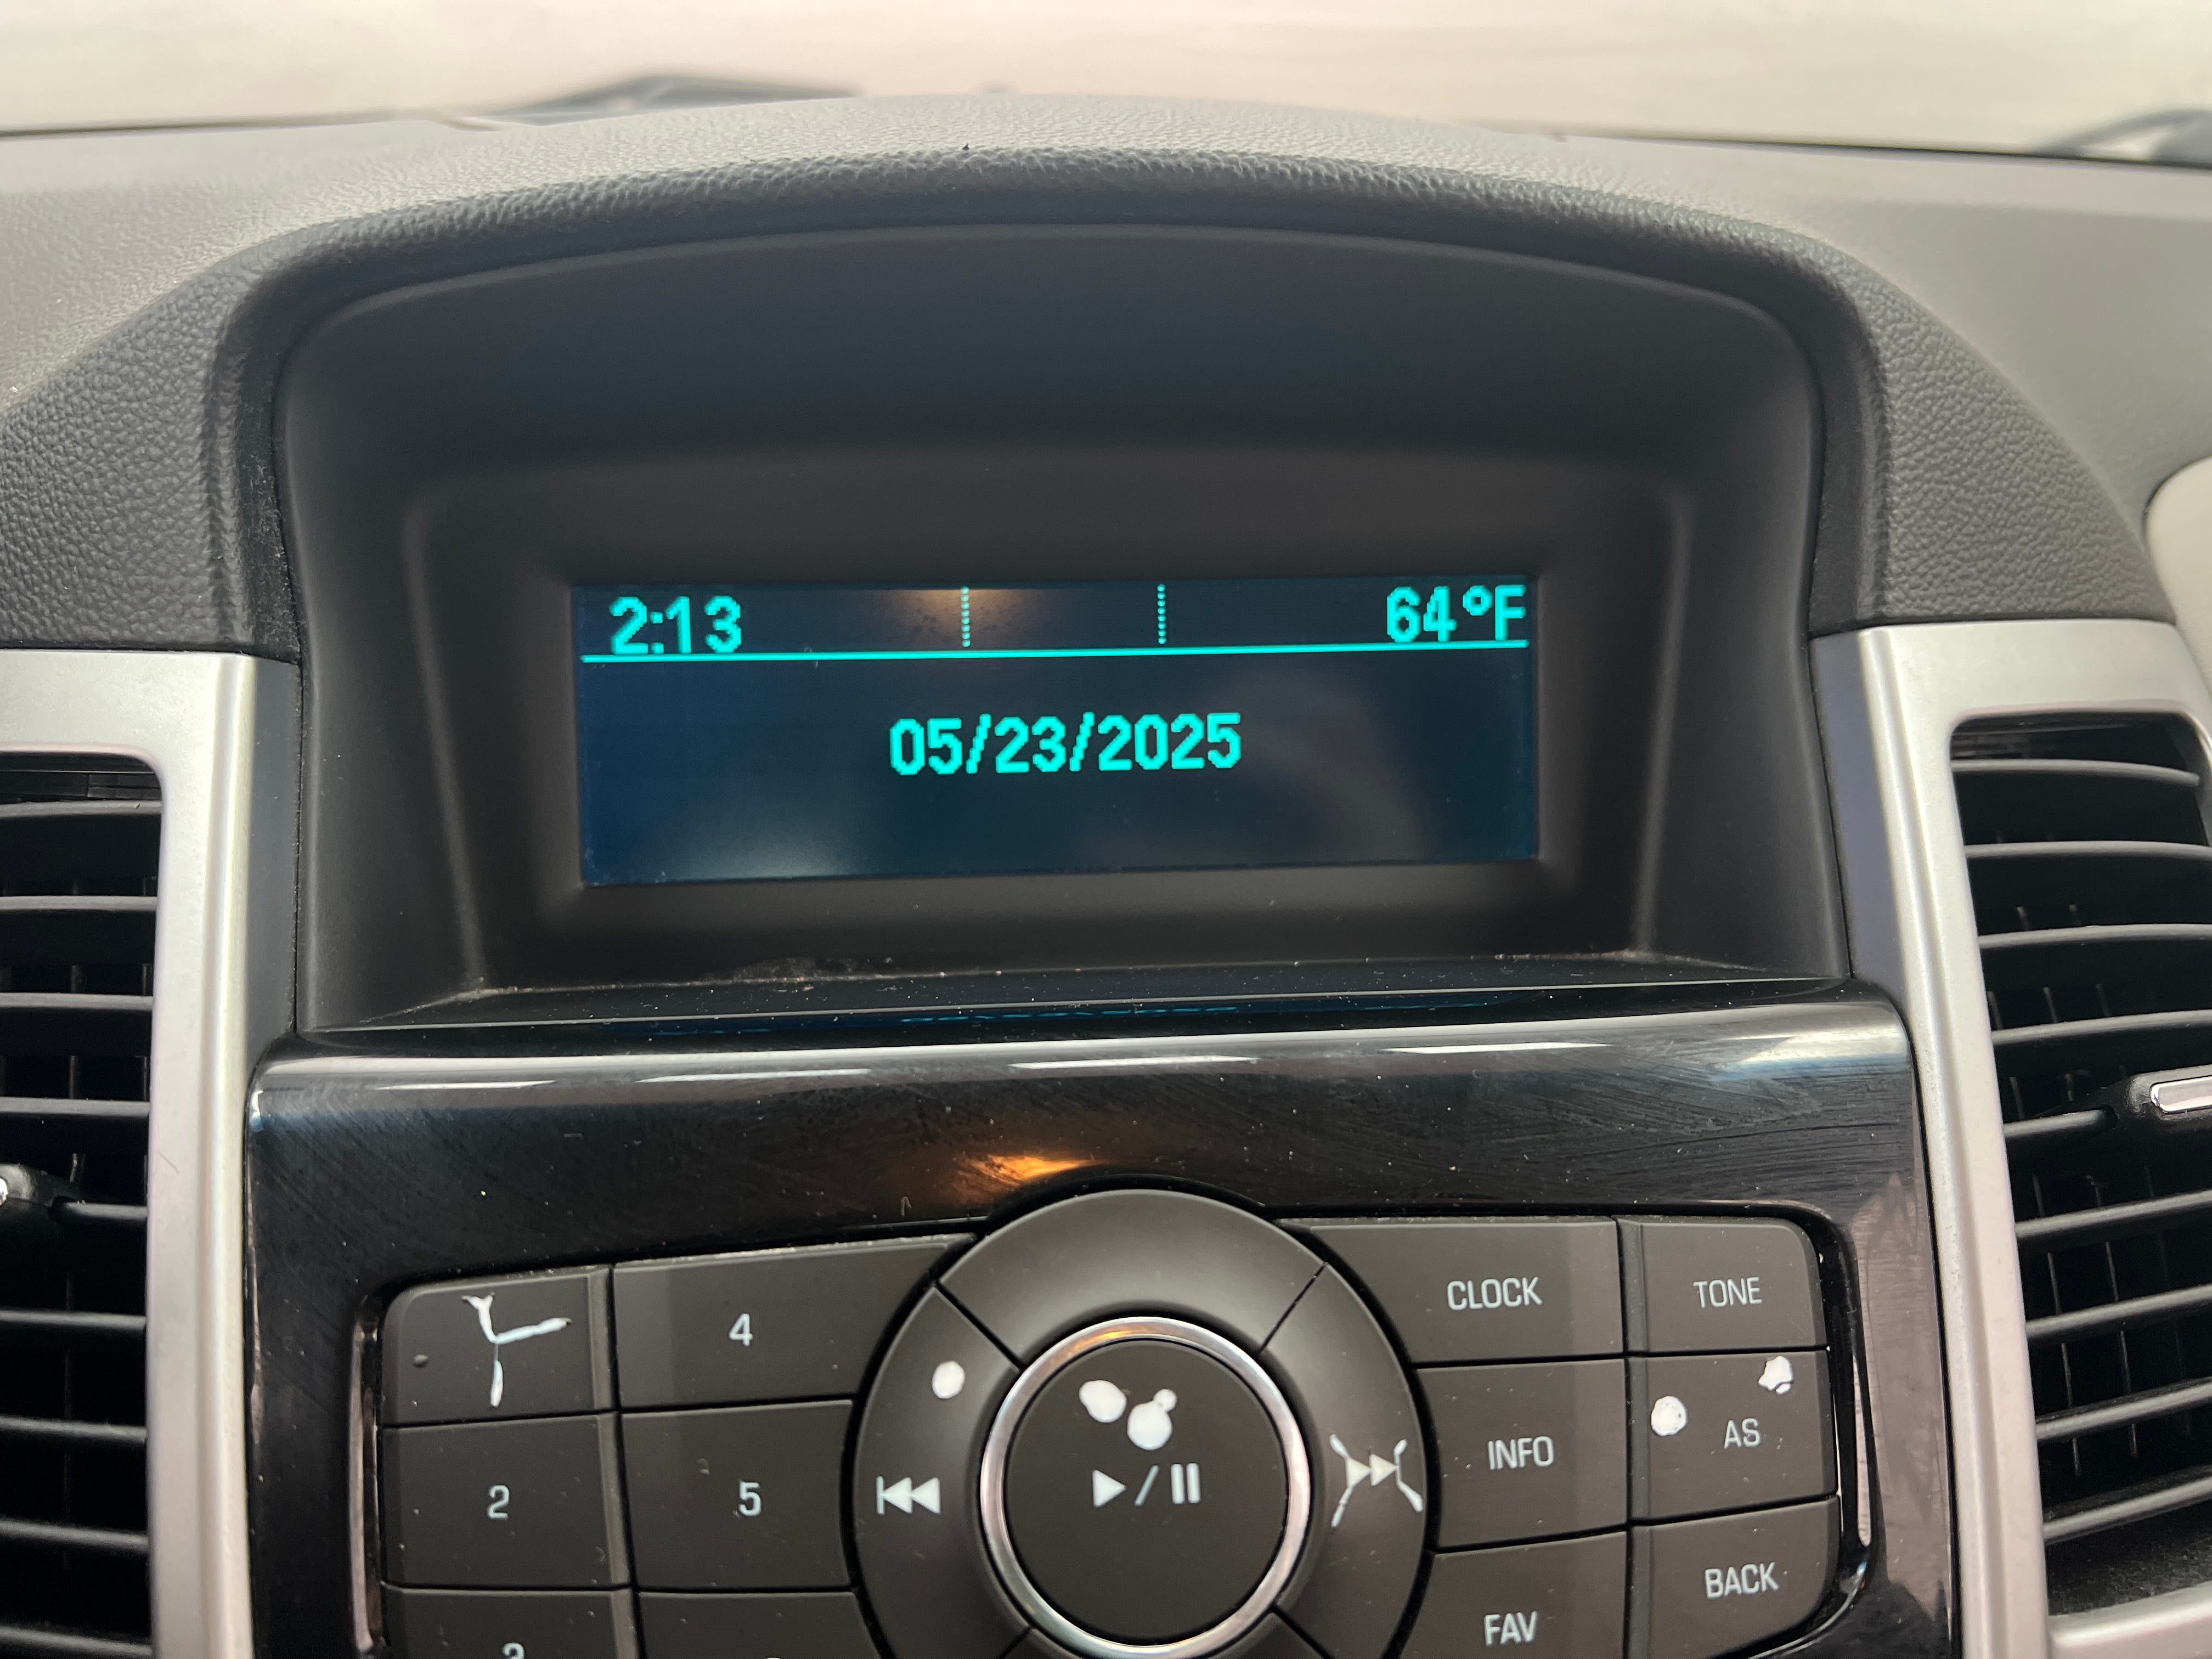 2:13 64°F
05/23/2025
4 CLOCK TONE
2 5 INFO AS
FAV BACK